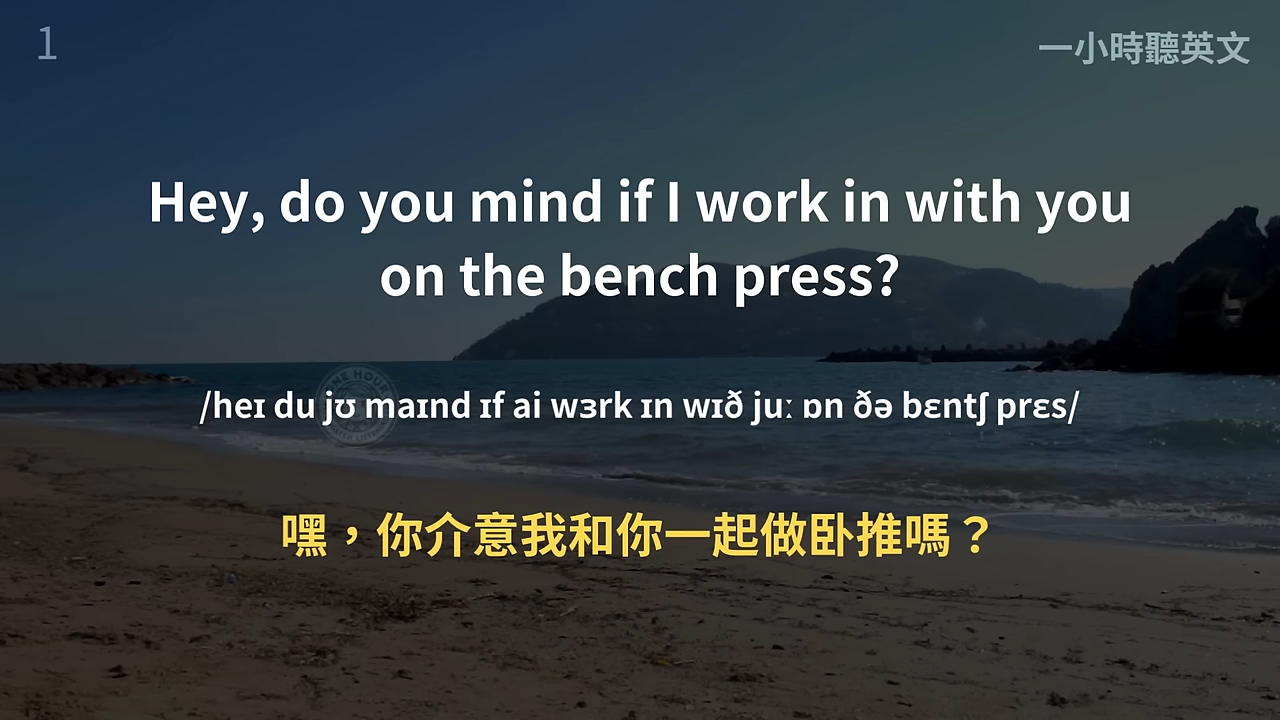 1
一小時聽英文
Hey, do you mind if I work in with you
on the bench press?
/heɪ du jʊ maɪnd ɪf ai wɜrk ɪn wɪð juː ɒn ðə bɛntʃ prɛs/
嘿，你介意我和你一起做卧推嗎？